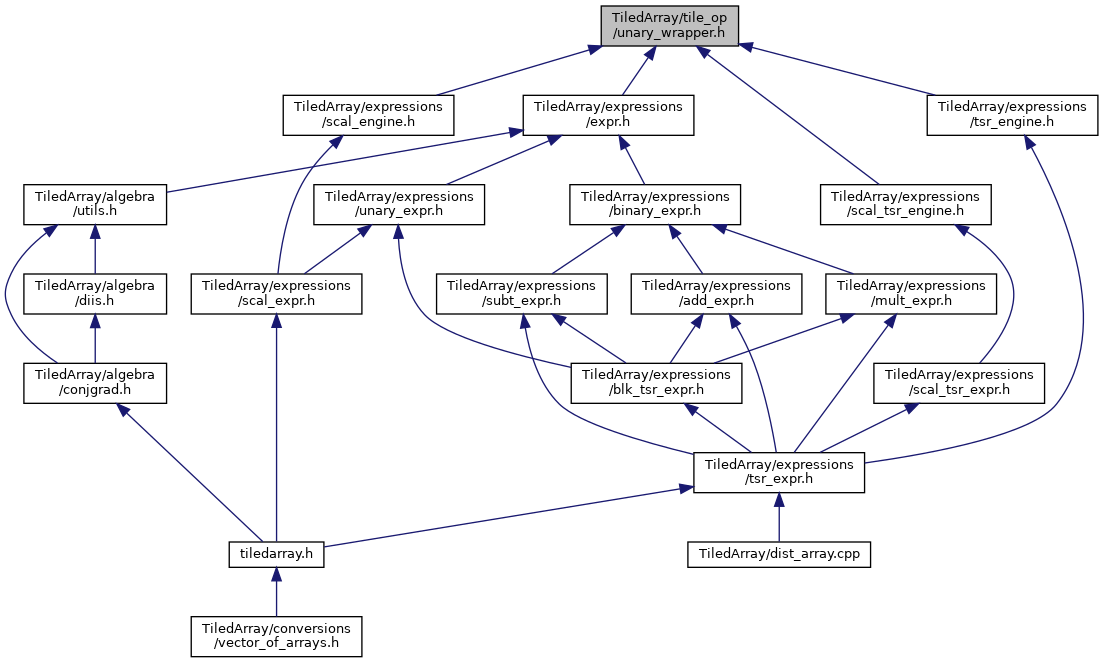 TiledArray/tile_op
/unary_wrapper.h
TiledArray/expressions
/scal_engine.h
TiledArray/expressions
/expr.h
TiledArray/expressions
/tsr_engine.h
TiledArray/algebra
/utils.h
TiledArray/expressions
/unary_expr.h
TiledArray/expressions
/binary_expr.h
TiledArray/expressions
/scal_tsr_engine.h
TiledArray/algebra
/diis.h
TiledArray/expressions
/scal_expr.h
TiledArray/expressions
/subt_expr.h
TiledArray/expressions
/add_expr.h
TiledArray/expressions
/mult_expr.h
TiledArray/algebra
/conjgrad.h
TiledArray/expressions
/blk_tsr_expr.h
TiledArray/expressions
/scal_tsr_expr.h
TiledArray/expressions
/tsr_expr.h
tiledarray.h
TiledArray/dist_array.cpp
TiledArray/conversions
/vector_of_arrays.h